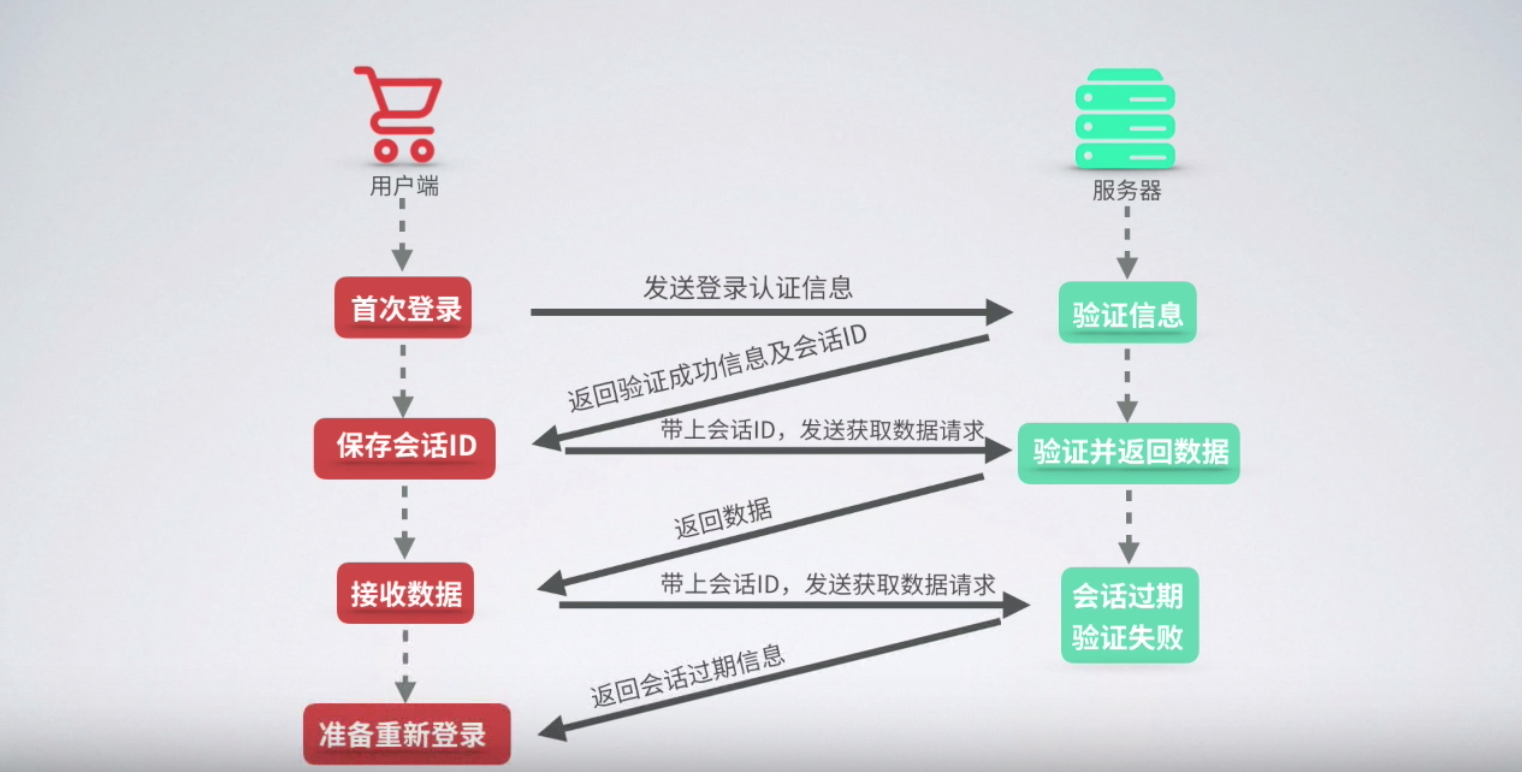 用户端
服务器
首次登录
发送登录认证信息
验证信息
返回验证成功信息及会话ID
保存会话ID
带上会话ID，发送获取数据请求
验证并返回数据
返回数据
接收数据
带上会话ID，发送获取数据请求
会话过期
验证失败
返回会话过期信息
准备重新登录